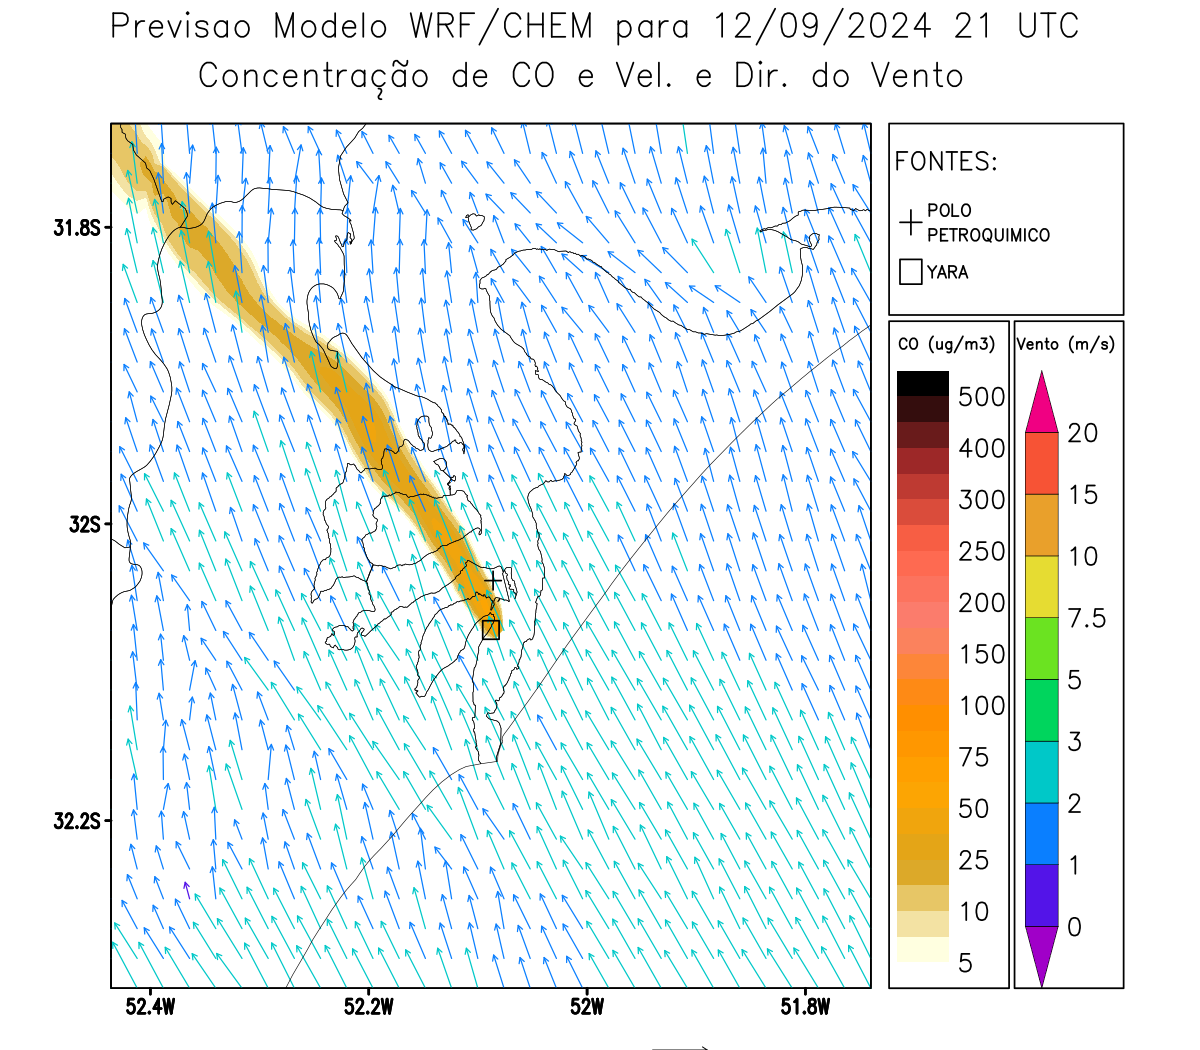 Previsao Modelo WRF/CHEM para 12/09/2024 21 UTC
Concentração de CO e Vel. e Dir. do Vento
FONTES:
POLO
PETROQUIMICO
YARA
31.8S
32S
32.2S
52.4W
52.2W
52W
51.8W
CO (ug/m3)
500
400
300
250
200
150
100
75
50
25
10
5
Vento (m/s)
20
15
10
7.5
5
3
2
1
0